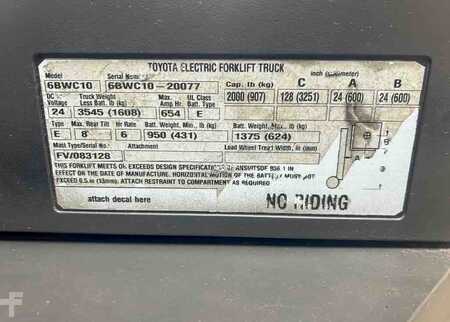 TOYOTA ELECTRIC FORKLIFT TRUCK
Model Serial Num. inch (millimeter)
6BWC10 6BWC10-20077 Cap. lb (kg) C A B
2000 (907) 128 (3251) 24 (600) 24 (600)
DC Voltage Truck Weight Less Batt. lb (kg) Max Amp Hr. UL Class
24 3545 (1608) 654 E
Type Max. Rear Tilt Hr Rate Batt. Weight, Min. lb (kg) Batt. Weight, Max. lb (kg)
E 8 6 950 (431) 1375 (624)
Mast Type/Serial No. Attachment Load Wheel Tread Width, in (mm)
FV/083128
THIS FORKLIFT MEETS OR EXCEEDS DESIGN SPECIFICATIONS ANSI/ITSDF B56.1 IN
EFFECT ON DATE OF MANUFACTURE. HORIZONTAL MOTION OF THE BATTERY MUST NOT
EXCEED 0.5 in (13mm). ATTACH RESTRAINT TO COMPARTMENT AS REQUIRED.
attach decal here NO RIDING